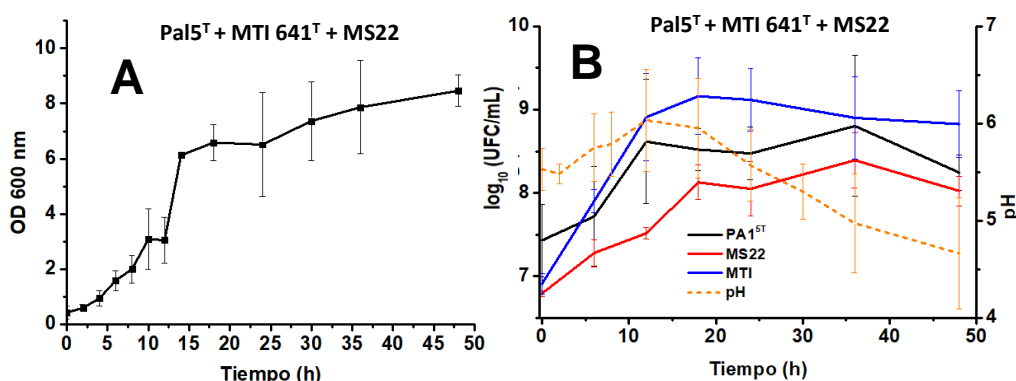 Pal5ᵀ + MTI 641ᵀ + MS22
A
OD 600 nm
10
8
6
4
2
0
0 5 10 15 20 25 30 35 40 45 50
Tiempo (h)
Pal5ᵀ + MTI 641ᵀ + MS22
B
log₁₀ (UFC/mL)
10
9
8
7
PA1⁵ᵀ
MS22
MTI
pH
7
6
5
4
pH
0 10 20 30 40 50
Tiempo (h)